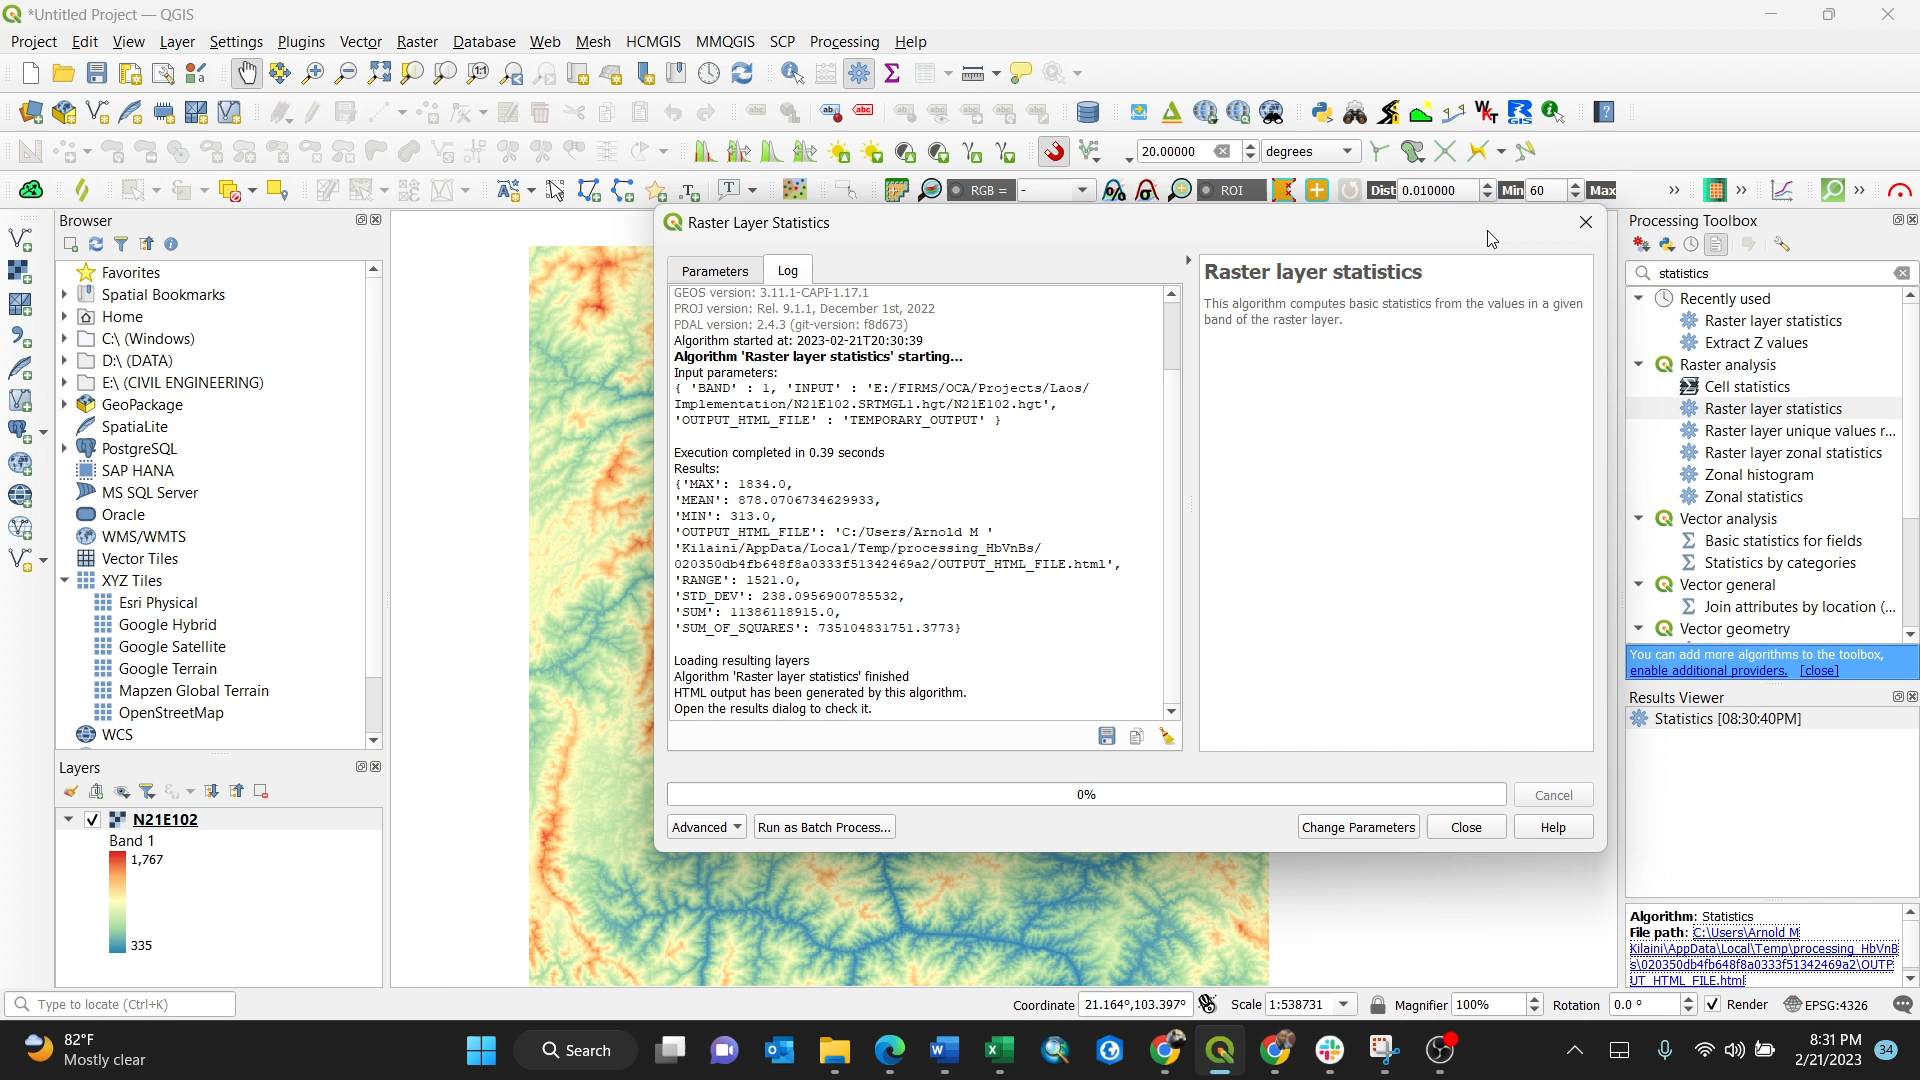 *Untitled Project — QGIS
Project Edit View Layer Settings Plugins Vector Raster Database Web Mesh HCMGIS MMQGIS SCP Processing Help
20.00000 degrees
RGB = - ROI Dist 0.010000 Min 60 Max
Browser
Favorites
Spatial Bookmarks
Home
C:\ (Windows)
D:\ (DATA)
E:\ (CIVIL ENGINEERING)
GeoPackage
SpatiaLite
PostgreSQL
SAP HANA
MS SQL Server
Oracle
WMS/WMTS
Vector Tiles
XYZ Tiles
Esri Physical
Google Hybrid
Google Satellite
Google Terrain
Mapzen Global Terrain
OpenStreetMap
WCS
Layers
N21E102
Band 1
1,767
335
Raster Layer Statistics
Parameters Log
GEOS version: 3.11.1-CAPI-1.17.1
PROJ version: Rel. 9.1.1, December 1st, 2022
PDAL version: 2.4.3 (git-version: f8d673)
Algorithm started at: 2023-02-21T20:30:39
Algorithm 'Raster layer statistics' starting...
Input parameters:
{ 'BAND' : 1, 'INPUT' : 'E:/FIRMS/OCA/Projects/Laos/
Implementation/N21E102.SRTMGL1.hgt/N21E102.hgt',
'OUTPUT_HTML_FILE' : 'TEMPORARY_OUTPUT' }
Execution completed in 0.39 seconds
Results:
{'MAX': 1834.0,
'MEAN': 878.0706734629933,
'MIN': 313.0,
'OUTPUT_HTML_FILE': 'C:/Users/Arnold M '
'Kilaini/AppData/Local/Temp/processing_HbVnBs/
020350db4fb648f8a0333f51342469a2/OUTPUT_HTML_FILE.html',
'RANGE': 1521.0,
'STD_DEV': 238.0956900785532,
'SUM': 11386118915.0,
'SUM_OF_SQUARES': 735104831751.3773}
Loading resulting layers
Algorithm 'Raster layer statistics' finished
HTML output has been generated by this algorithm.
Open the results dialog to check it.
Raster layer statistics
This algorithm computes basic statistics from the values in a given
band of the raster layer.
0%
Cancel
Advanced Run as Batch Process... Change Parameters Close Help
Processing Toolbox
statistics
Recently used
Raster layer statistics
Extract Z values
Raster analysis
Cell statistics
Raster layer statistics
Raster layer unique values r...
Raster layer zonal statistics
Zonal histogram
Zonal statistics
Vector analysis
Basic statistics for fields
Statistics by categories
Vector general
Join attributes by location (...
Vector geometry
You can add more algorithms to the toolbox,
enable additional providers. [close]
Results Viewer
Statistics [08:30:40PM]
Algorithm: Statistics
File path: C:\Users\Arnold M
Kilaini\AppData\Local\Temp\processing_HbVnB
s\020350db4fb648f8a0333f51342469a2\OUTP
UT_HTML_FILE.html
Type to locate (Ctrl+K)
Coordinate 21.164°,103.397° Scale 1:538731 Magnifier 100% Rotation 0.0 ° Render EPSG:4326
82°F
Mostly clear
Search
8:31 PM
2/21/2023
34